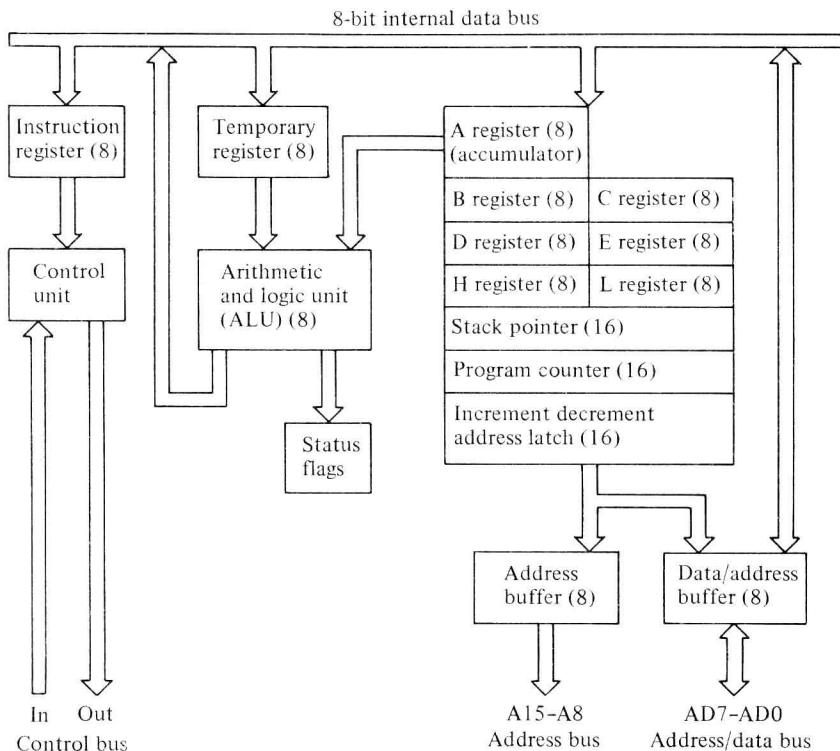 8-bit internal data bus
Instruction
register (8)
Temporary
register (8)
A register (8)
(accumulator)
B register (8)
C register (8)
D register (8)
E register (8)
H register (8)
L register (8)
Control
unit
Arithmetic
and logic unit
(ALU) (8)
Stack pointer (16)
Program counter (16)
Increment decrement
address latch (16)
Status
flags
Address
buffer (8)
Data/address
buffer (8)
In
Out
Control bus
A15-A8
Address bus
AD7-AD0
Address/data bus